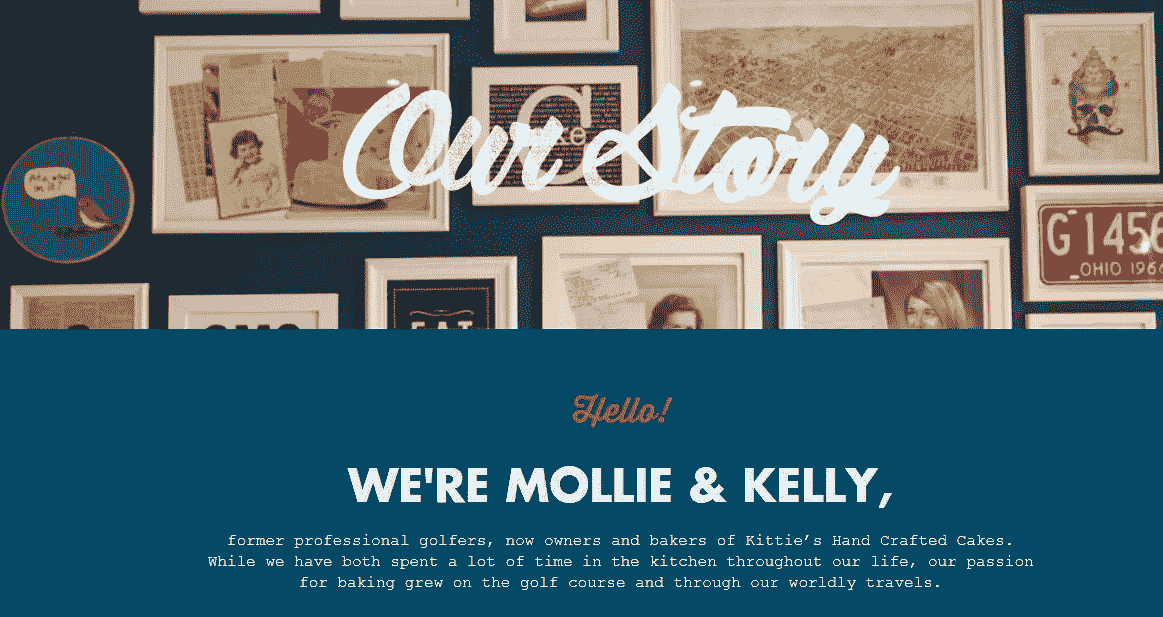 Our Story
G 1456
OHIO 196
EAT
Hello!
WE'RE MOLLIE & KELLY,
former professional golfers, now owners and bakers of Kittie’s Hand Crafted Cakes.
While we have both spent a lot of time in the kitchen throughout our life, our passion
for baking grew on the golf course and through our worldly travels.